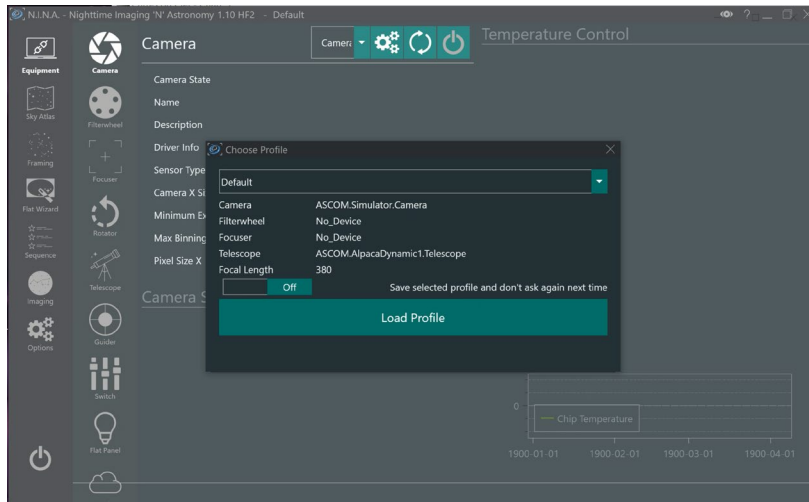 N.I.N.A. - Nighttime Imaging 'N' Astronomy 1.10 HF2 - Default
Equipment
Sky Atlas
Framing
Flat Wizard
Sequence
Imaging
Options
Camera
Filterwheel
Focuser
Rotator
Telescope
Guider
Switch
Flat Panel
Camera
Camera
Temperature Control
Camera State
Name
Description
Driver Info
Sensor Type
Camera X Si
Minimum Ex
Max Binning
Pixel Size X
Camera S
Choose Profile
Default
Camera ASCOM.Simulator.Camera
Filterwheel No_Device
Focuser No_Device
Telescope ASCOM.AlpacaDynamic1.Telescope
Focal Length 380
Off Save selected profile and don't ask again next time
Load Profile
0
Chip Temperature
1900-01-01 1900-02-01 1900-03-01 1900-04-01